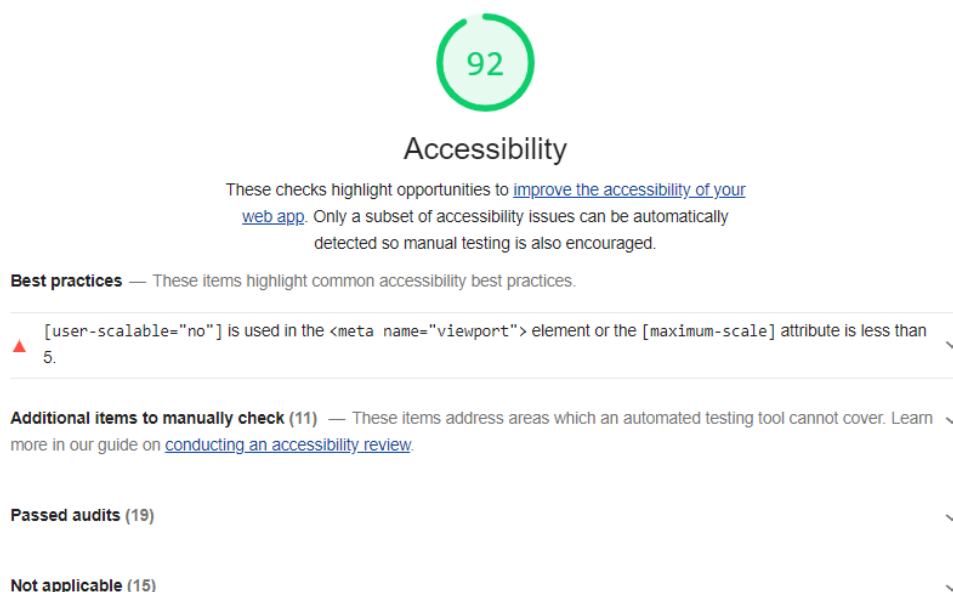 92
Accessibility
These checks highlight opportunities to improve the accessibility of your
web app. Only a subset of accessibility issues can be automatically
detected so manual testing is also encouraged.
Best practices — These items highlight common accessibility best practices.
[user-scalable="no"] is used in the <meta name="viewport"> element or the [maximum-scale] attribute is less than
5.
Additional items to manually check (11) — These items address areas which an automated testing tool cannot cover. Learn
more in our guide on conducting an accessibility review.
Passed audits (19)
Not applicable (15)